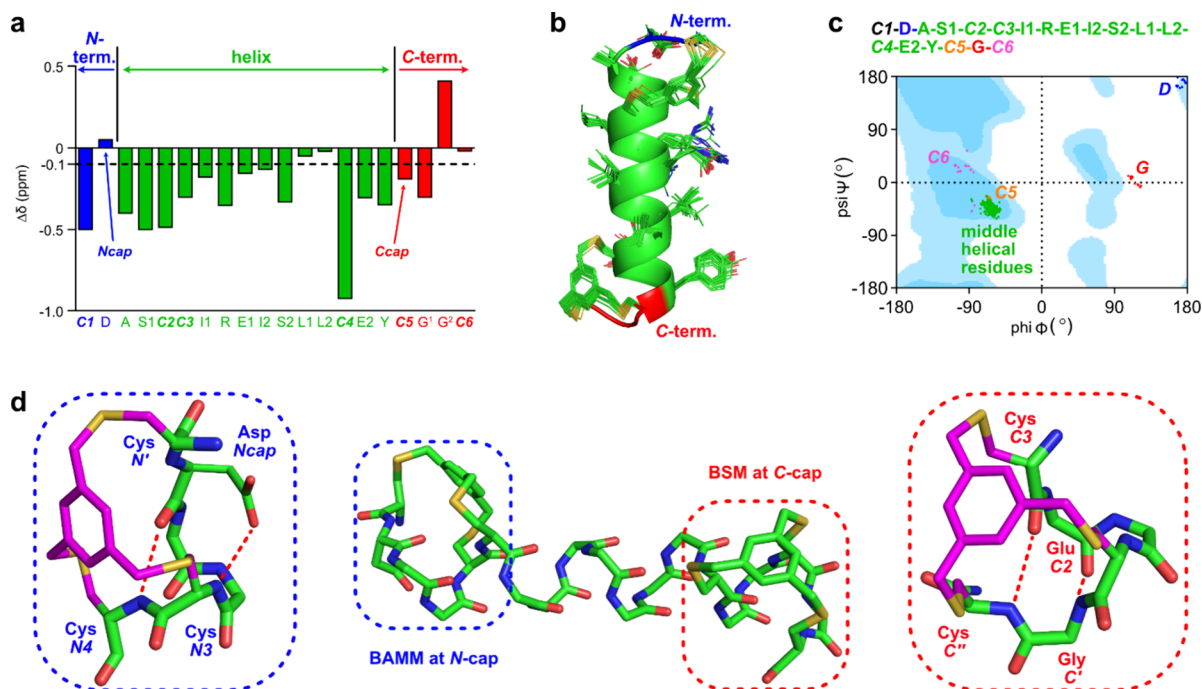 a
N-term.
helix
C-term.
0.5
0
-0.1
-0.5
-1.0
Δδ (ppm)
Ncap
Ccap
C1 D A S1 C2 C3 I1 R E1 I2 S2 L1 L2 C4 E2 Y C5 G¹ G² C6
b
N-term.
C-term.
c
C1-D-A-S1-C2-C3-I1-R-E1-I2-S2-L1-L2-
C4-E2-Y-C5-G-C6
180
90
0
-90
-180
psi Ψ (°)
D
C6
G
C5
middle
helical
residues
-180 -90 0 90 180
phi Φ (°)
d
Cys
N'
Asp
Ncap
Cys
N4
Cys
N3
BAMM at N-cap
BSM at C-cap
Cys
C3
Glu
C2
Cys
C"
Gly
C'